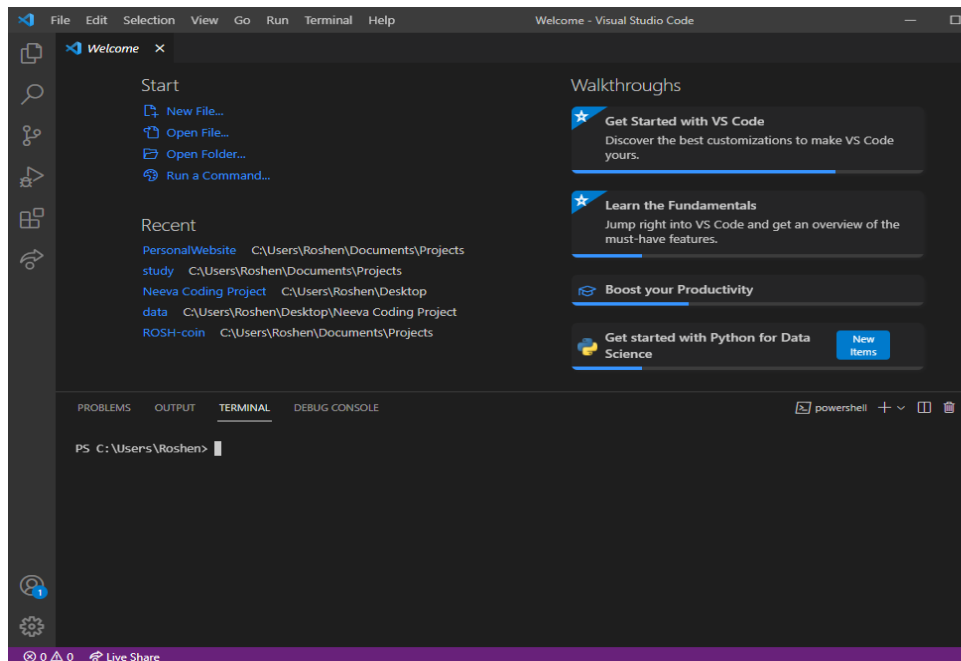 File Edit Selection View Go Run Terminal Help Welcome - Visual Studio Code
Welcome
Start
New File...
Open File...
Open Folder...
Run a Command...
Recent
PersonalWebsite C:\Users\Roshen\Documents\Projects
study C:\Users\Roshen\Documents\Projects
Neeva Coding Project C:\Users\Roshen\Desktop
data C:\Users\Roshen\Desktop\Neeva Coding Project
ROSH-coin C:\Users\Roshen\Documents\Projects
Walkthroughs
Get Started with VS Code
Discover the best customizations to make VS Code
yours.
Learn the Fundamentals
Jump right into VS Code and get an overview of the
must-have features.
Boost your Productivity
Get started with Python for Data
Science
New
Items
PROBLEMS OUTPUT TERMINAL DEBUG CONSOLE powershell
PS C:\Users\Roshen>
1
0 0 Live Share